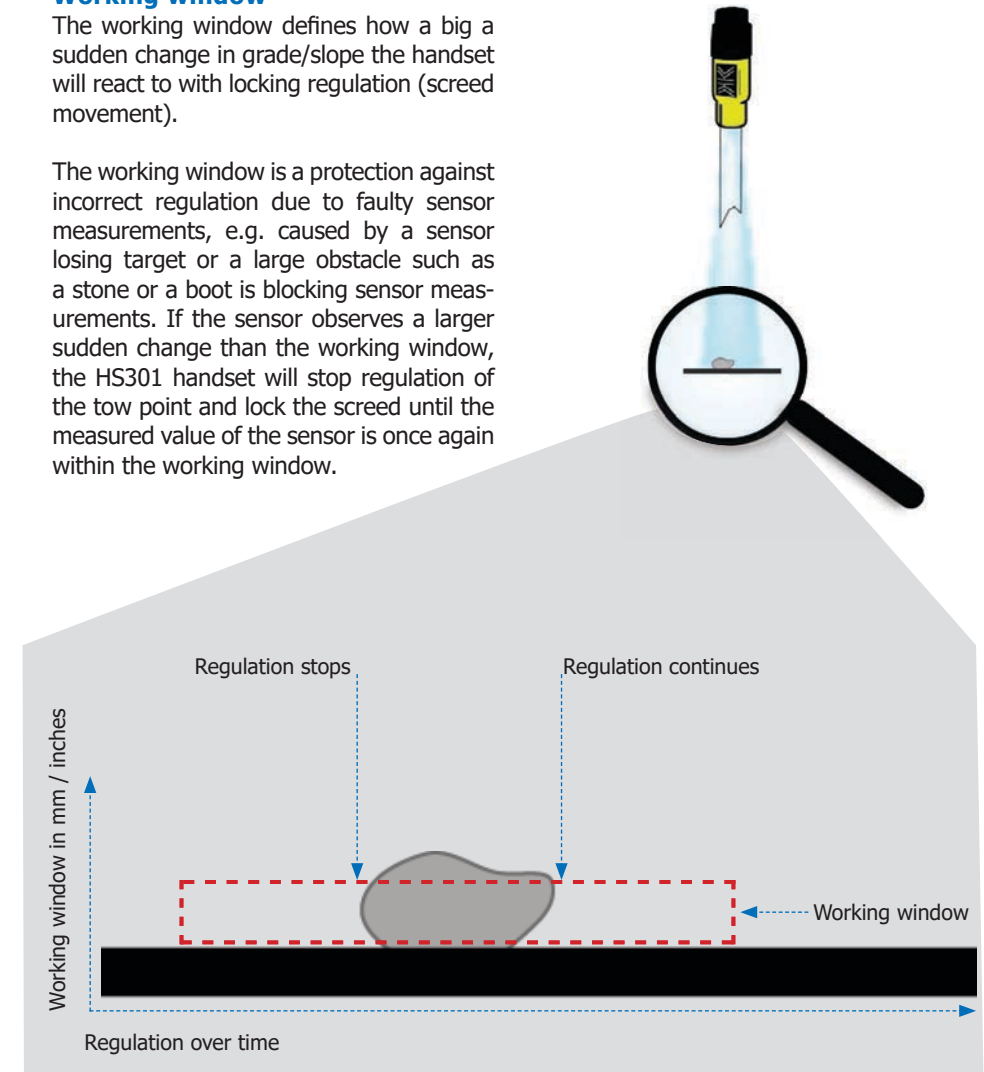 Working window
The working window defines how a big a
sudden change in grade/slope the handset
will react to with locking regulation (screed
movement).
The working window is a protection against
incorrect regulation due to faulty sensor
measurements, e.g. caused by a sensor
losing target or a large obstacle such as
a stone or a boot is blocking sensor meas-
urements. If the sensor observes a larger
sudden change than the working window,
the HS301 handset will stop regulation of
the tow point and lock the screed until the
measured value of the sensor is once again
within the working window.
Regulation stops
Regulation continues
Working window in mm / inches
Working window
Regulation over time